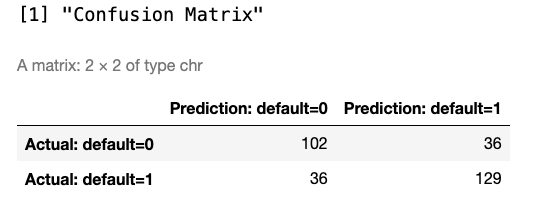 [1] "Confusion Matrix"
A matrix: 2 × 2 of type chr
Prediction: default=0 Prediction: default=1
Actual: default=0 102 36
Actual: default=1 36 129